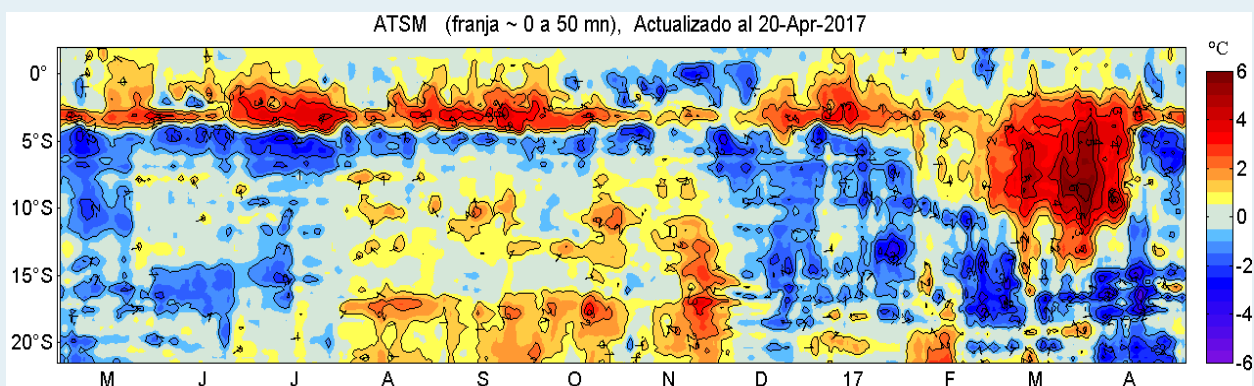 ATSM (franja ~ 0 a 50 mn), Actualizado al 20-Apr-2017
ºC
0°
5°S
10°S
15°S
20°S
6
4
2
0
-2
-4
-6
M J J A S O N D 17 F M A